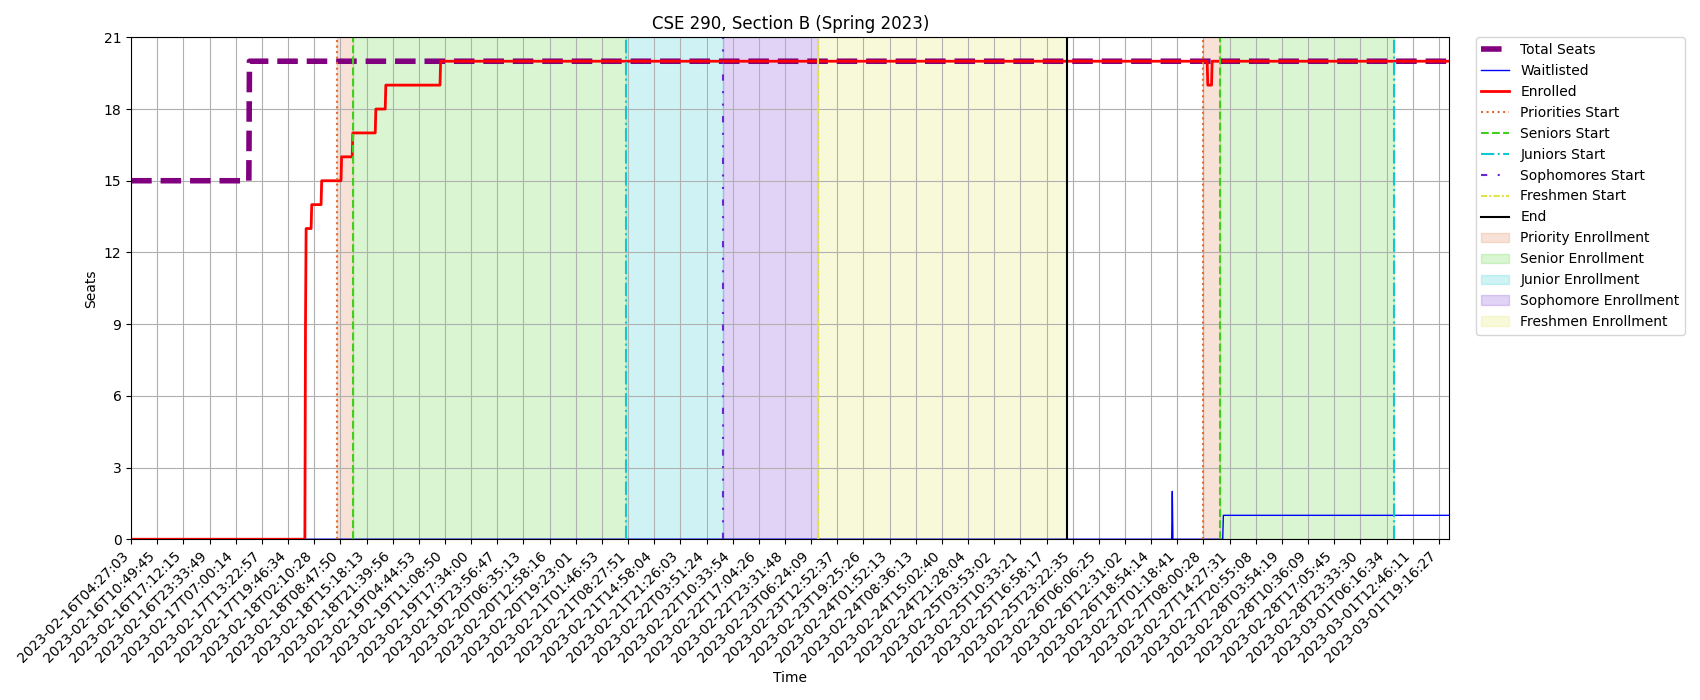 CSE 290, Section B (Spring 2023)
21
18
15
12
9
6
3
0
Seats
2023-02-16T04:27:03
2023-02-16T10:49:45
2023-02-16T17:12:15
2023-02-16T23:33:49
2023-02-17T07:00:14
2023-02-17T13:22:57
2023-02-17T19:46:34
2023-02-18T02:10:28
2023-02-18T08:47:50
2023-02-18T15:18:13
2023-02-18T21:39:56
2023-02-19T04:44:53
2023-02-19T11:08:50
2023-02-19T17:34:00
2023-02-19T23:56:47
2023-02-20T06:35:13
2023-02-20T12:58:16
2023-02-20T19:23:01
2023-02-21T01:46:53
2023-02-21T08:27:51
2023-02-21T14:58:04
2023-02-21T21:26:03
2023-02-22T03:51:24
2023-02-22T10:33:54
2023-02-22T17:04:26
2023-02-22T23:31:48
2023-02-23T06:24:09
2023-02-23T12:52:37
2023-02-23T19:25:26
2023-02-24T01:52:13
2023-02-24T08:36:13
2023-02-24T15:02:40
2023-02-24T21:28:04
2023-02-25T03:53:02
2023-02-25T10:33:21
2023-02-25T16:58:17
2023-02-25T23:22:35
2023-02-26T06:06:25
2023-02-26T12:31:02
2023-02-26T18:54:14
2023-02-27T01:18:41
2023-02-27T08:00:28
2023-02-27T14:27:31
2023-02-27T20:55:08
2023-02-28T03:54:19
2023-02-28T10:36:09
2023-02-28T17:05:45
2023-02-28T23:33:30
2023-03-01T06:16:34
2023-03-01T12:46:11
2023-03-01T19:16:27
Time
Total Seats
Waitlisted
Enrolled
Priorities Start
Seniors Start
Juniors Start
Sophomores Start
Freshmen Start
End
Priority Enrollment
Senior Enrollment
Junior Enrollment
Sophomore Enrollment
Freshmen Enrollment